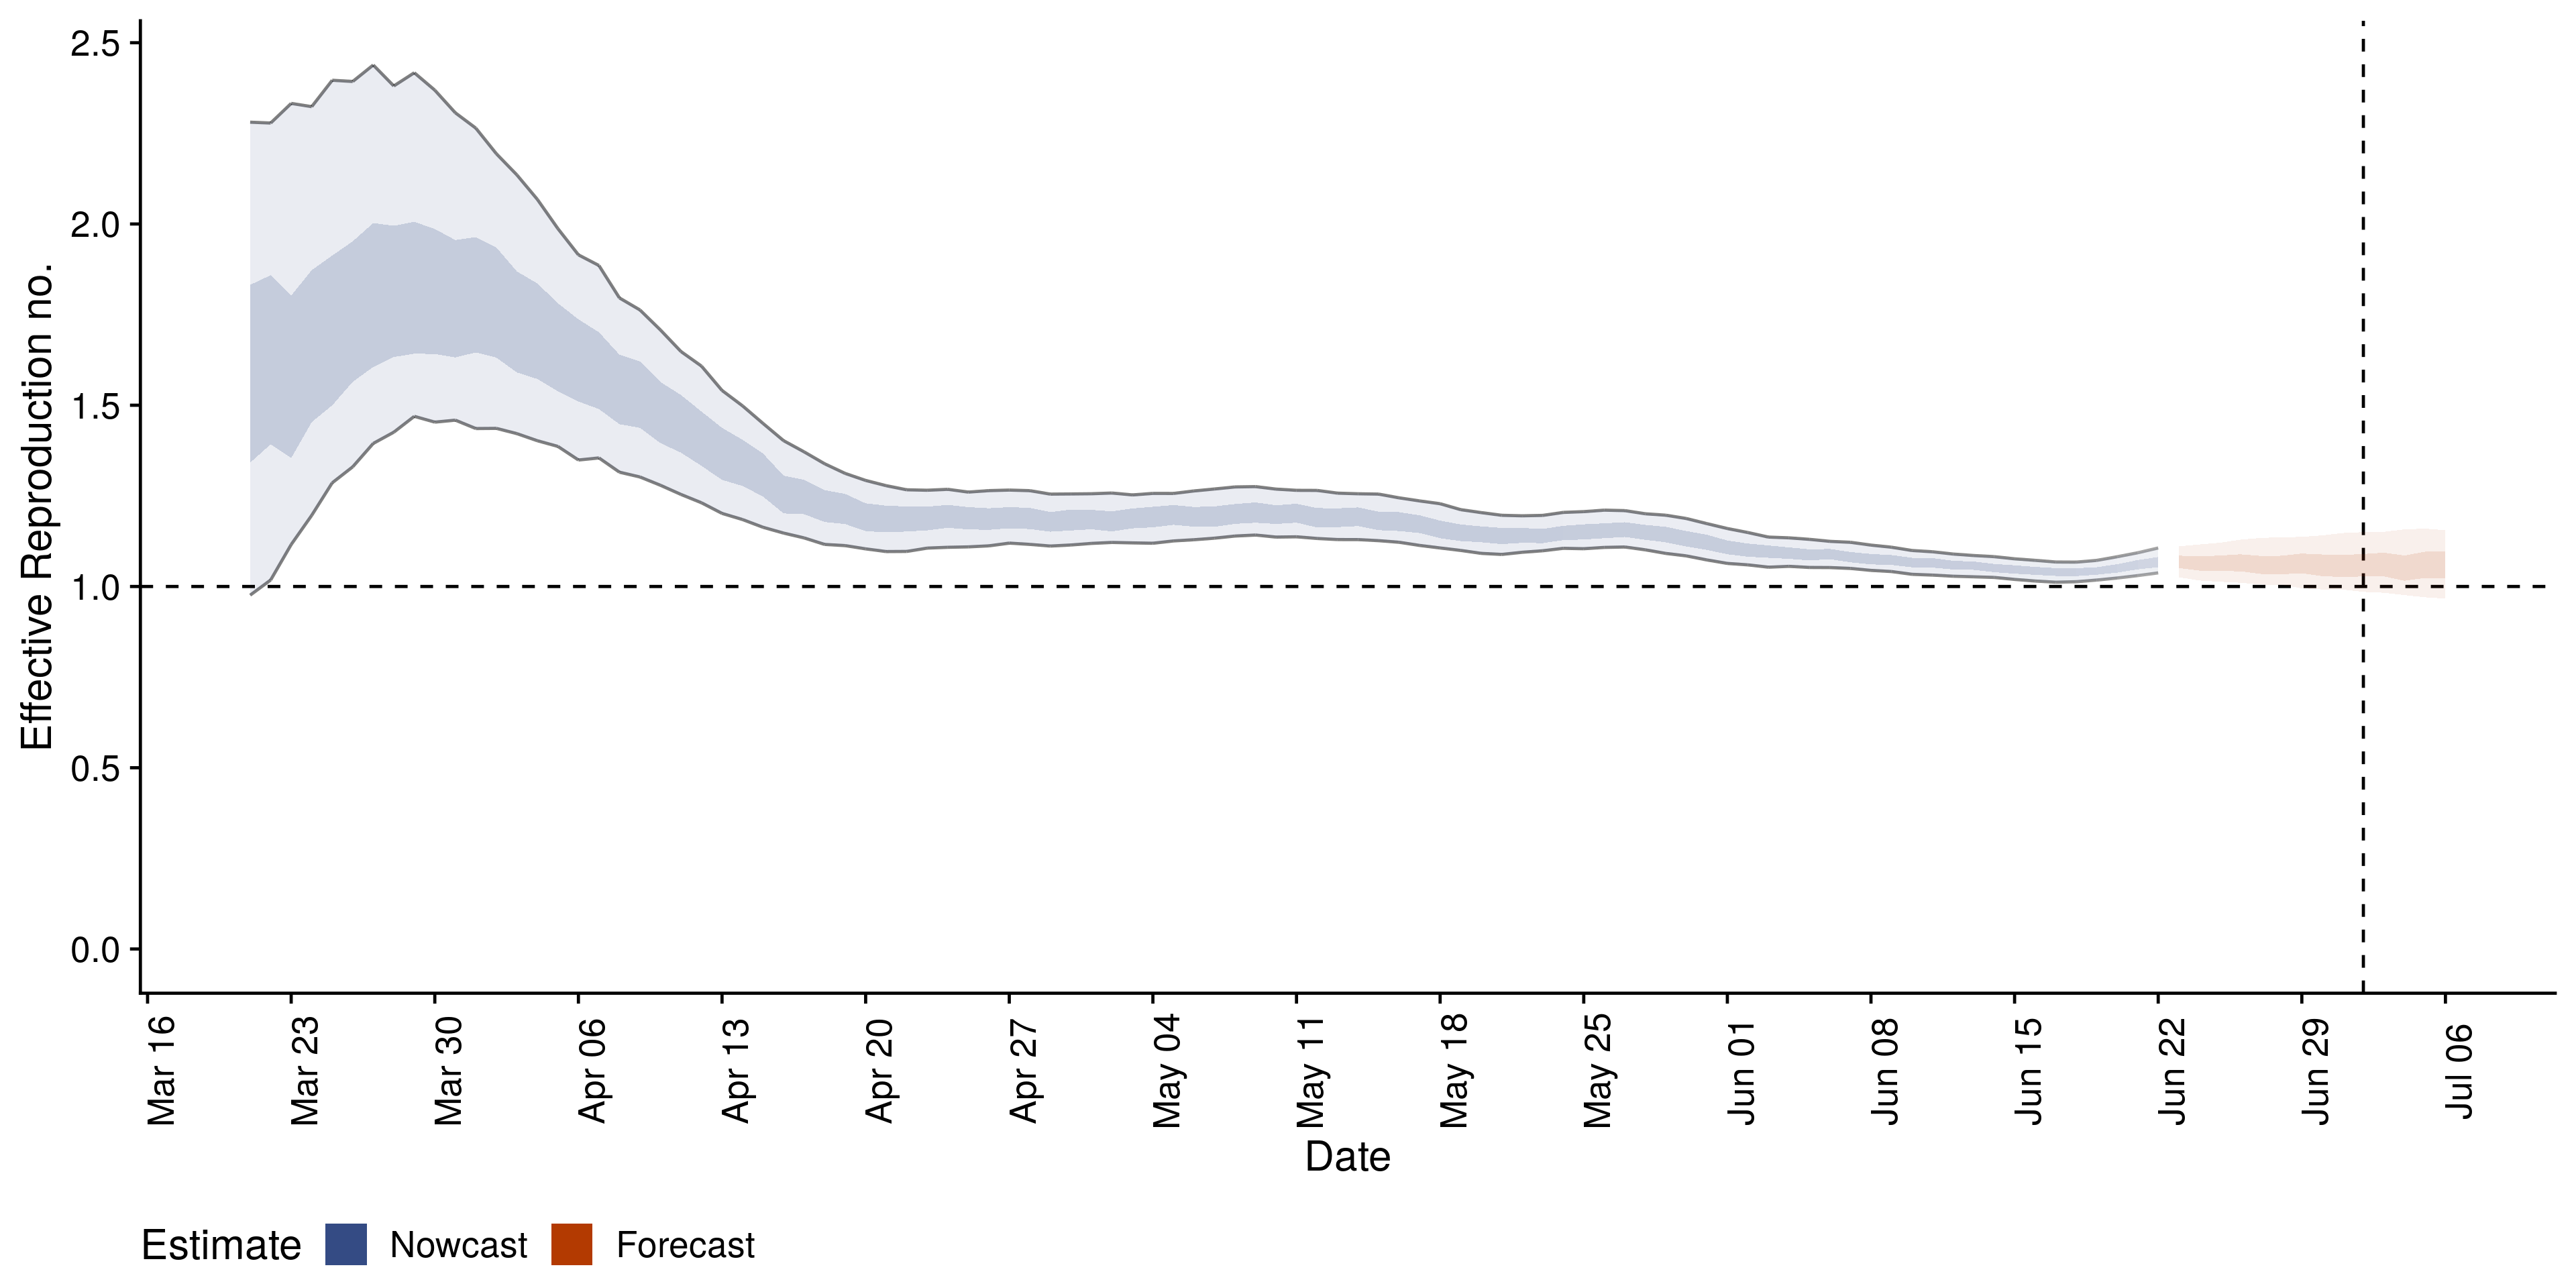 Effective Reproduction no.
2.5
2.0
1.5
1.0
0.5
0.0
Mar 16
Mar 23
Mar 30
Apr 06
Apr 13
Apr 20
Apr 27
May 04
May 11
May 18
May 25
Jun 01
Jun 08
Jun 15
Jun 22
Jun 29
Jul 06
Date
Estimate Nowcast Forecast